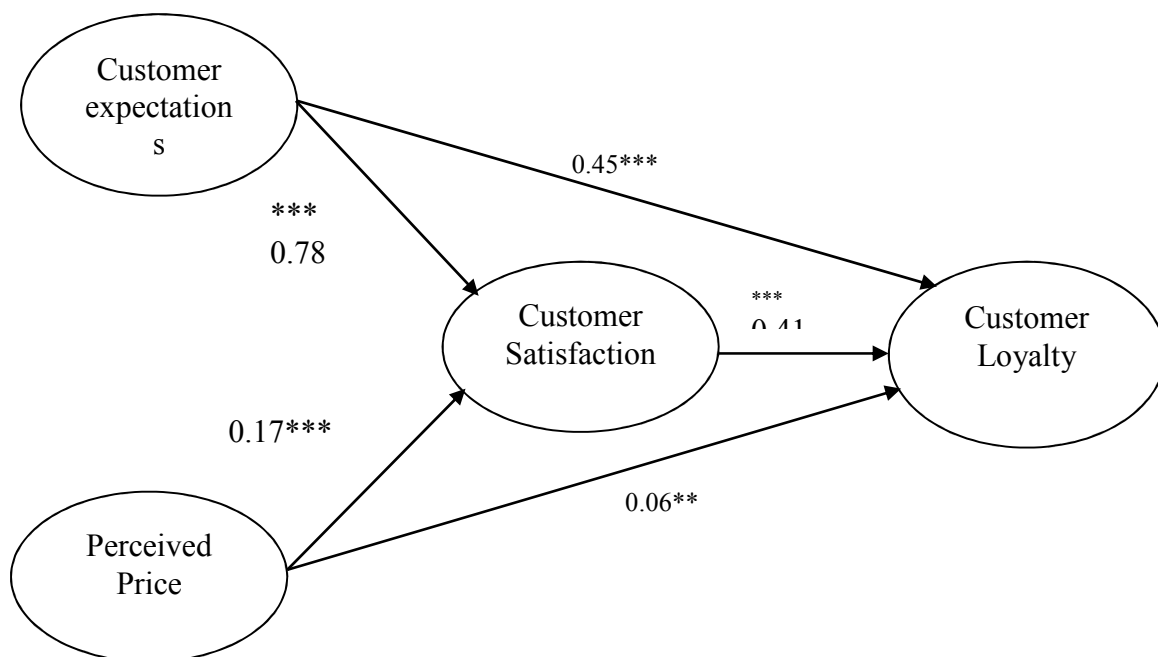 Customer
expectation
s
0.45***
***
0.78
Customer
Satisfaction
***
0.41
Customer
Loyalty
0.17***
0.06**
Perceived
Price